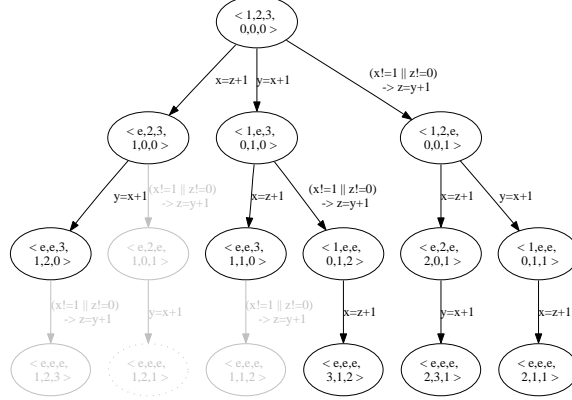 < 1,2,3,
0,0,0 >
x=z+1
y=x+1
(x!=1 || z!=0)
-> z=y+1
< e,2,3,
1,0,0 >
< 1,e,3,
0,1,0 >
< 1,2,e,
0,0,1 >
y=x+1
(x!=1 || z!=0)
-> z=y+1
x=z+1
(x!=1 || z!=0)
-> z=y+1
x=z+1
y=x+1
< e,e,3,
1,2,0 >
< e,2,e,
1,0,1 >
< e,e,3,
1,1,0 >
< 1,e,e,
0,1,2 >
< e,2,e,
2,0,1 >
< 1,e,e,
0,1,1 >
(x!=1 || z!=0)
-> z=y+1
y=x+1
(x!=1 || z!=0)
-> z=y+1
x=z+1
y=x+1
x=z+1
< e,e,e,
1,2,3 >
< e,e,e,
1,2,1 >
< e,e,e,
1,1,2 >
< e,e,e,
3,1,2 >
< e,e,e,
2,3,1 >
< e,e,e,
2,1,1 >